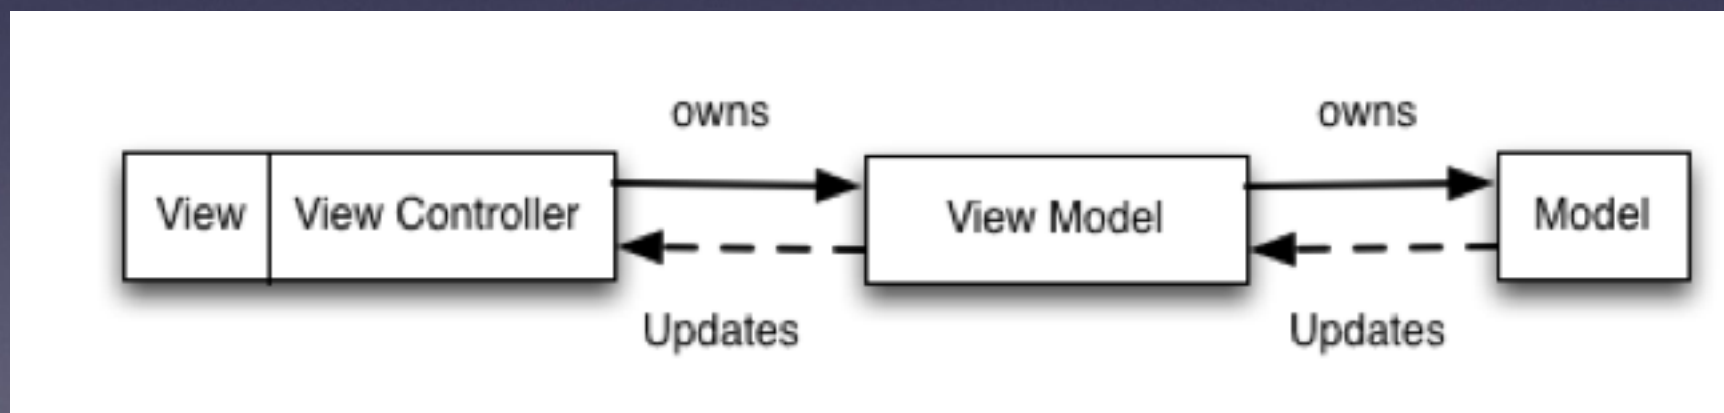 owns
owns
View
View Controller
View Model
Model
Updates
Updates